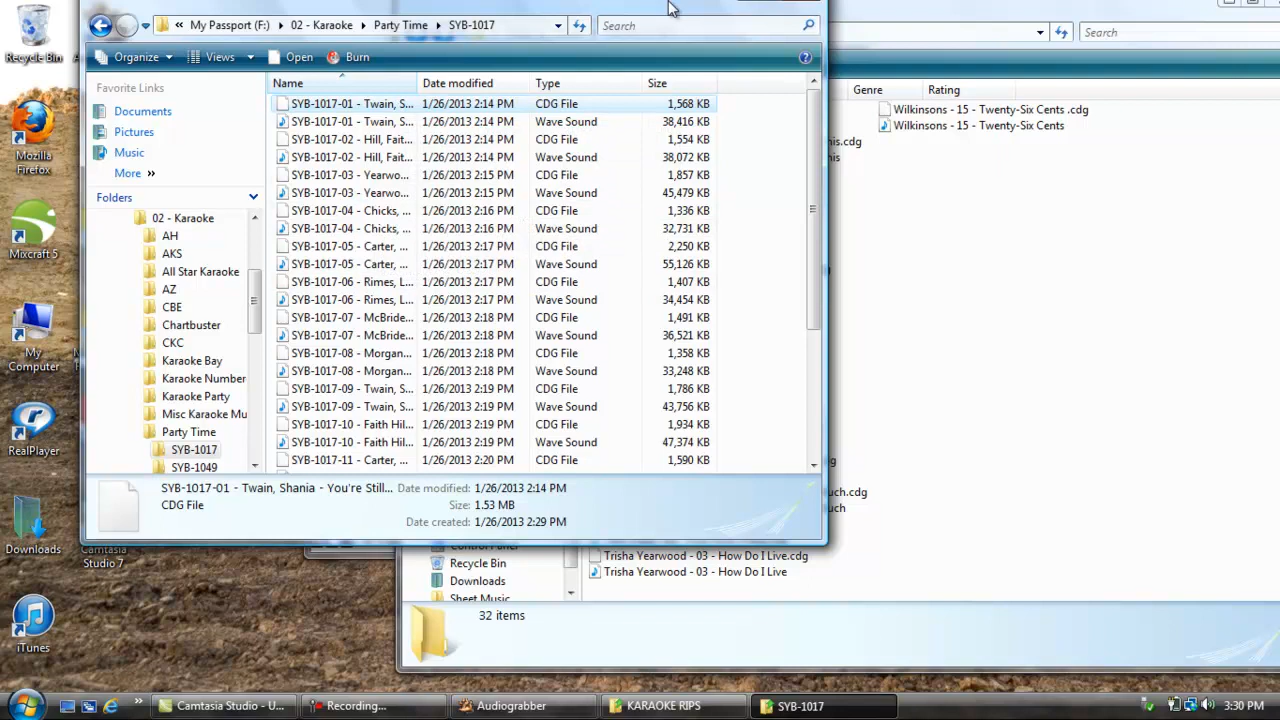 Recycle Bin
Mozilla
Firefox
Mixcraft 5
My
Computer
RealPlayer
Downloads
Camtasia
Studio 7
iTunes
« My Passport (F:) 02 - Karaoke Party Time SYB-1017
Search
Organize Views Open Burn
Favorite Links
Documents
Pictures
Music
More »
Folders
02 - Karaoke
AH
AKS
All Star Karaoke
AZ
CBE
Chartbuster
CKC
Karaoke Bay
Karaoke Number
Karaoke Party
Misc Karaoke Mu
Party Time
SYB-1017
SYB-1049
Name Date modified Type Size
SYB-1017-01 - Twain, S... 1/26/2013 2:14 PM CDG File 1,568 KB
SYB-1017-01 - Twain, S... 1/26/2013 2:14 PM Wave Sound 38,416 KB
SYB-1017-02 - Hill, Fait... 1/26/2013 2:14 PM CDG File 1,554 KB
SYB-1017-02 - Hill, Fait... 1/26/2013 2:14 PM Wave Sound 38,072 KB
SYB-1017-03 - Yearwo... 1/26/2013 2:15 PM CDG File 1,857 KB
SYB-1017-03 - Yearwo... 1/26/2013 2:15 PM Wave Sound 45,479 KB
SYB-1017-04 - Chicks, ... 1/26/2013 2:16 PM CDG File 1,336 KB
SYB-1017-04 - Chicks, ... 1/26/2013 2:16 PM Wave Sound 32,731 KB
SYB-1017-05 - Carter, ... 1/26/2013 2:17 PM CDG File 2,250 KB
SYB-1017-05 - Carter, ... 1/26/2013 2:17 PM Wave Sound 55,126 KB
SYB-1017-06 - Rimes, L... 1/26/2013 2:17 PM CDG File 1,407 KB
SYB-1017-06 - Rimes, L... 1/26/2013 2:17 PM Wave Sound 34,454 KB
SYB-1017-07 - McBride... 1/26/2013 2:18 PM CDG File 1,491 KB
SYB-1017-07 - McBride... 1/26/2013 2:18 PM Wave Sound 36,521 KB
SYB-1017-08 - Morgan... 1/26/2013 2:18 PM CDG File 1,358 KB
SYB-1017-08 - Morgan... 1/26/2013 2:18 PM Wave Sound 33,248 KB
SYB-1017-09 - Twain, S... 1/26/2013 2:19 PM CDG File 1,786 KB
SYB-1017-09 - Twain, S... 1/26/2013 2:19 PM Wave Sound 43,756 KB
SYB-1017-10 - Faith Hil... 1/26/2013 2:19 PM CDG File 1,934 KB
SYB-1017-10 - Faith Hil... 1/26/2013 2:19 PM Wave Sound 47,374 KB
SYB-1017-11 - Carter, ... 1/26/2013 2:20 PM CDG File 1,590 KB
SYB-1017-01 - Twain, Shania - You're Still... Date modified: 1/26/2013 2:14 PM
CDG File Size: 1.53 MB
Date created: 1/26/2013 2:29 PM
Search
Genre Rating
Wilkinsons - 15 - Twenty-Six Cents .cdg
Wilkinsons - 15 - Twenty-Six Cents
his.cdg
his
g
uch.cdg
uch
Control Panel
Recycle Bin
Downloads
Sheet Music
Trisha Yearwood - 03 - How Do I Live.cdg
Trisha Yearwood - 03 - How Do I Live
32 items
» Camtasia Studio - U... Recording... Audiograbber KARAOKE RIPS SYB-1017 3:30 PM